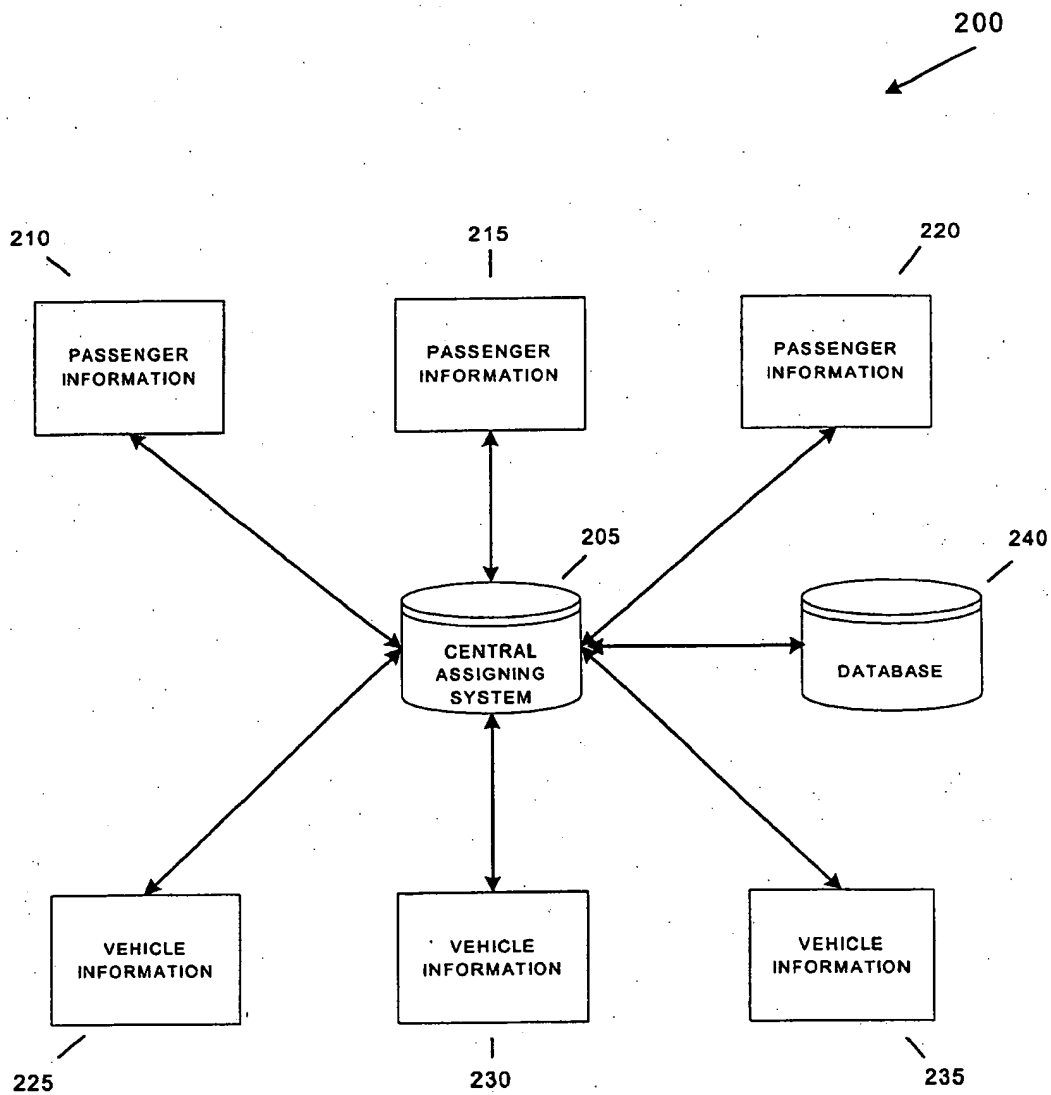 200
210
215
220
PASSENGER
INFORMATION
PASSENGER
INFORMATION
PASSENGER
INFORMATION
205
240
CENTRAL
ASSIGNING
SYSTEM
DATABASE
VEHICLE
INFORMATION
VEHICLE
INFORMATION
VEHICLE
INFORMATION
225
230
235